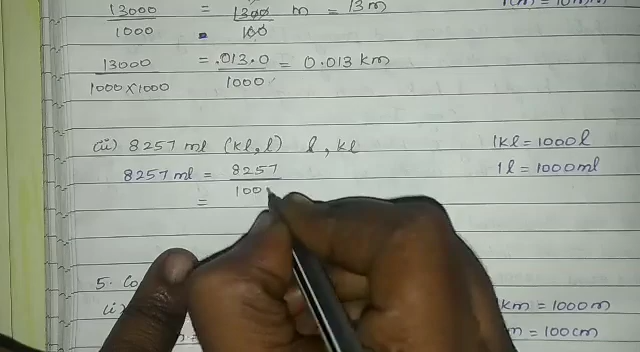 13000 = 1300 m = 13m
1000 100
13000 = .013.0 = 0.013 km
1000×1000 1000
(ii) 8257 ml (kl, l) l, kl 1kl = 1000l
8257 ml = 8257 1l = 1000ml
= 100
5. Co
(i) km = 1000m
m = 100cm